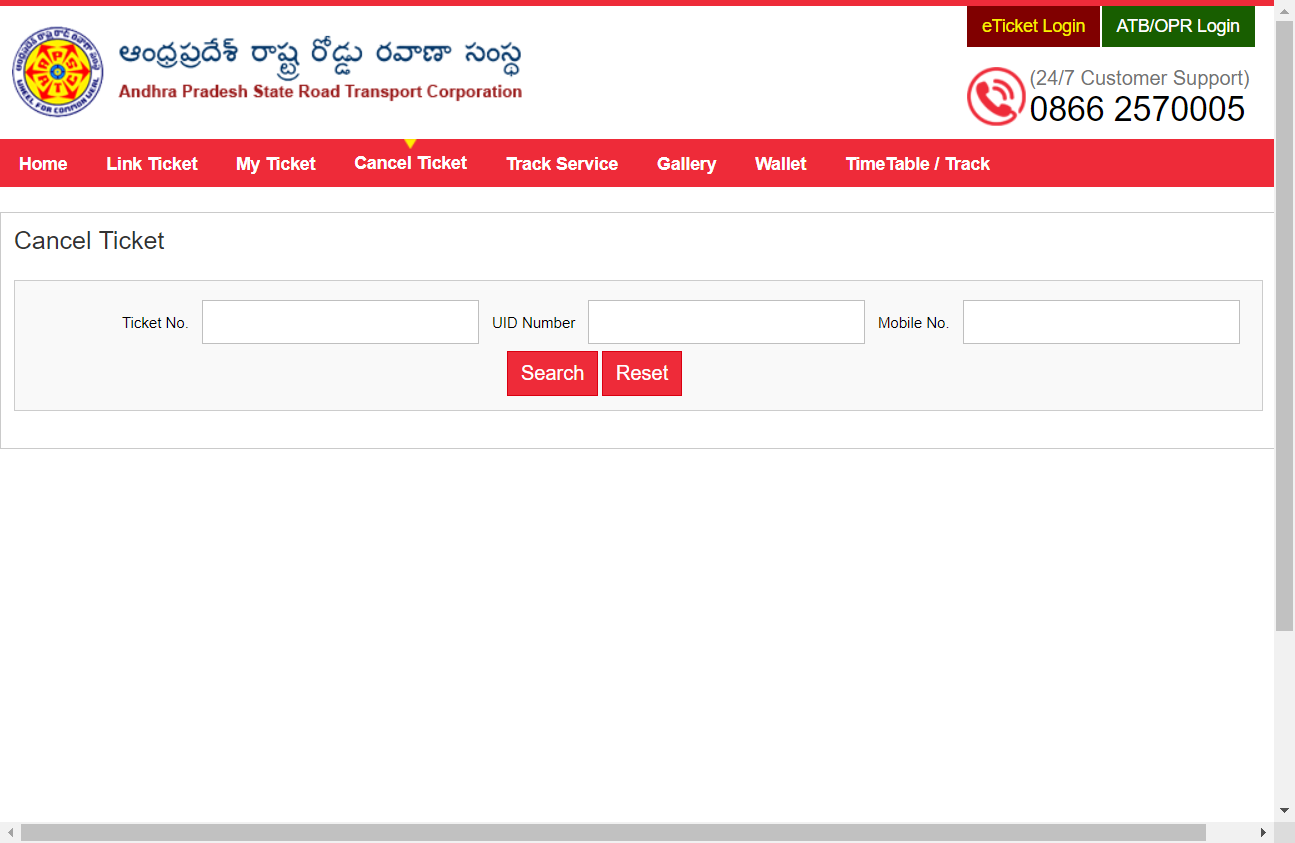 eTicket Login
ATB/OPR Login
ఆంధ్రప్రదేశ్ రాష్ట్ర రోడ్డు రవాణా సంస్థ
Andhra Pradesh State Road Transport Corporation
(24/7 Customer Support)
0866 2570005
Home
Link Ticket
My Ticket
Cancel Ticket
Track Service
Gallery
Wallet
TimeTable / Track
Cancel Ticket
Ticket No.
UID Number
Mobile No.
Search
Reset